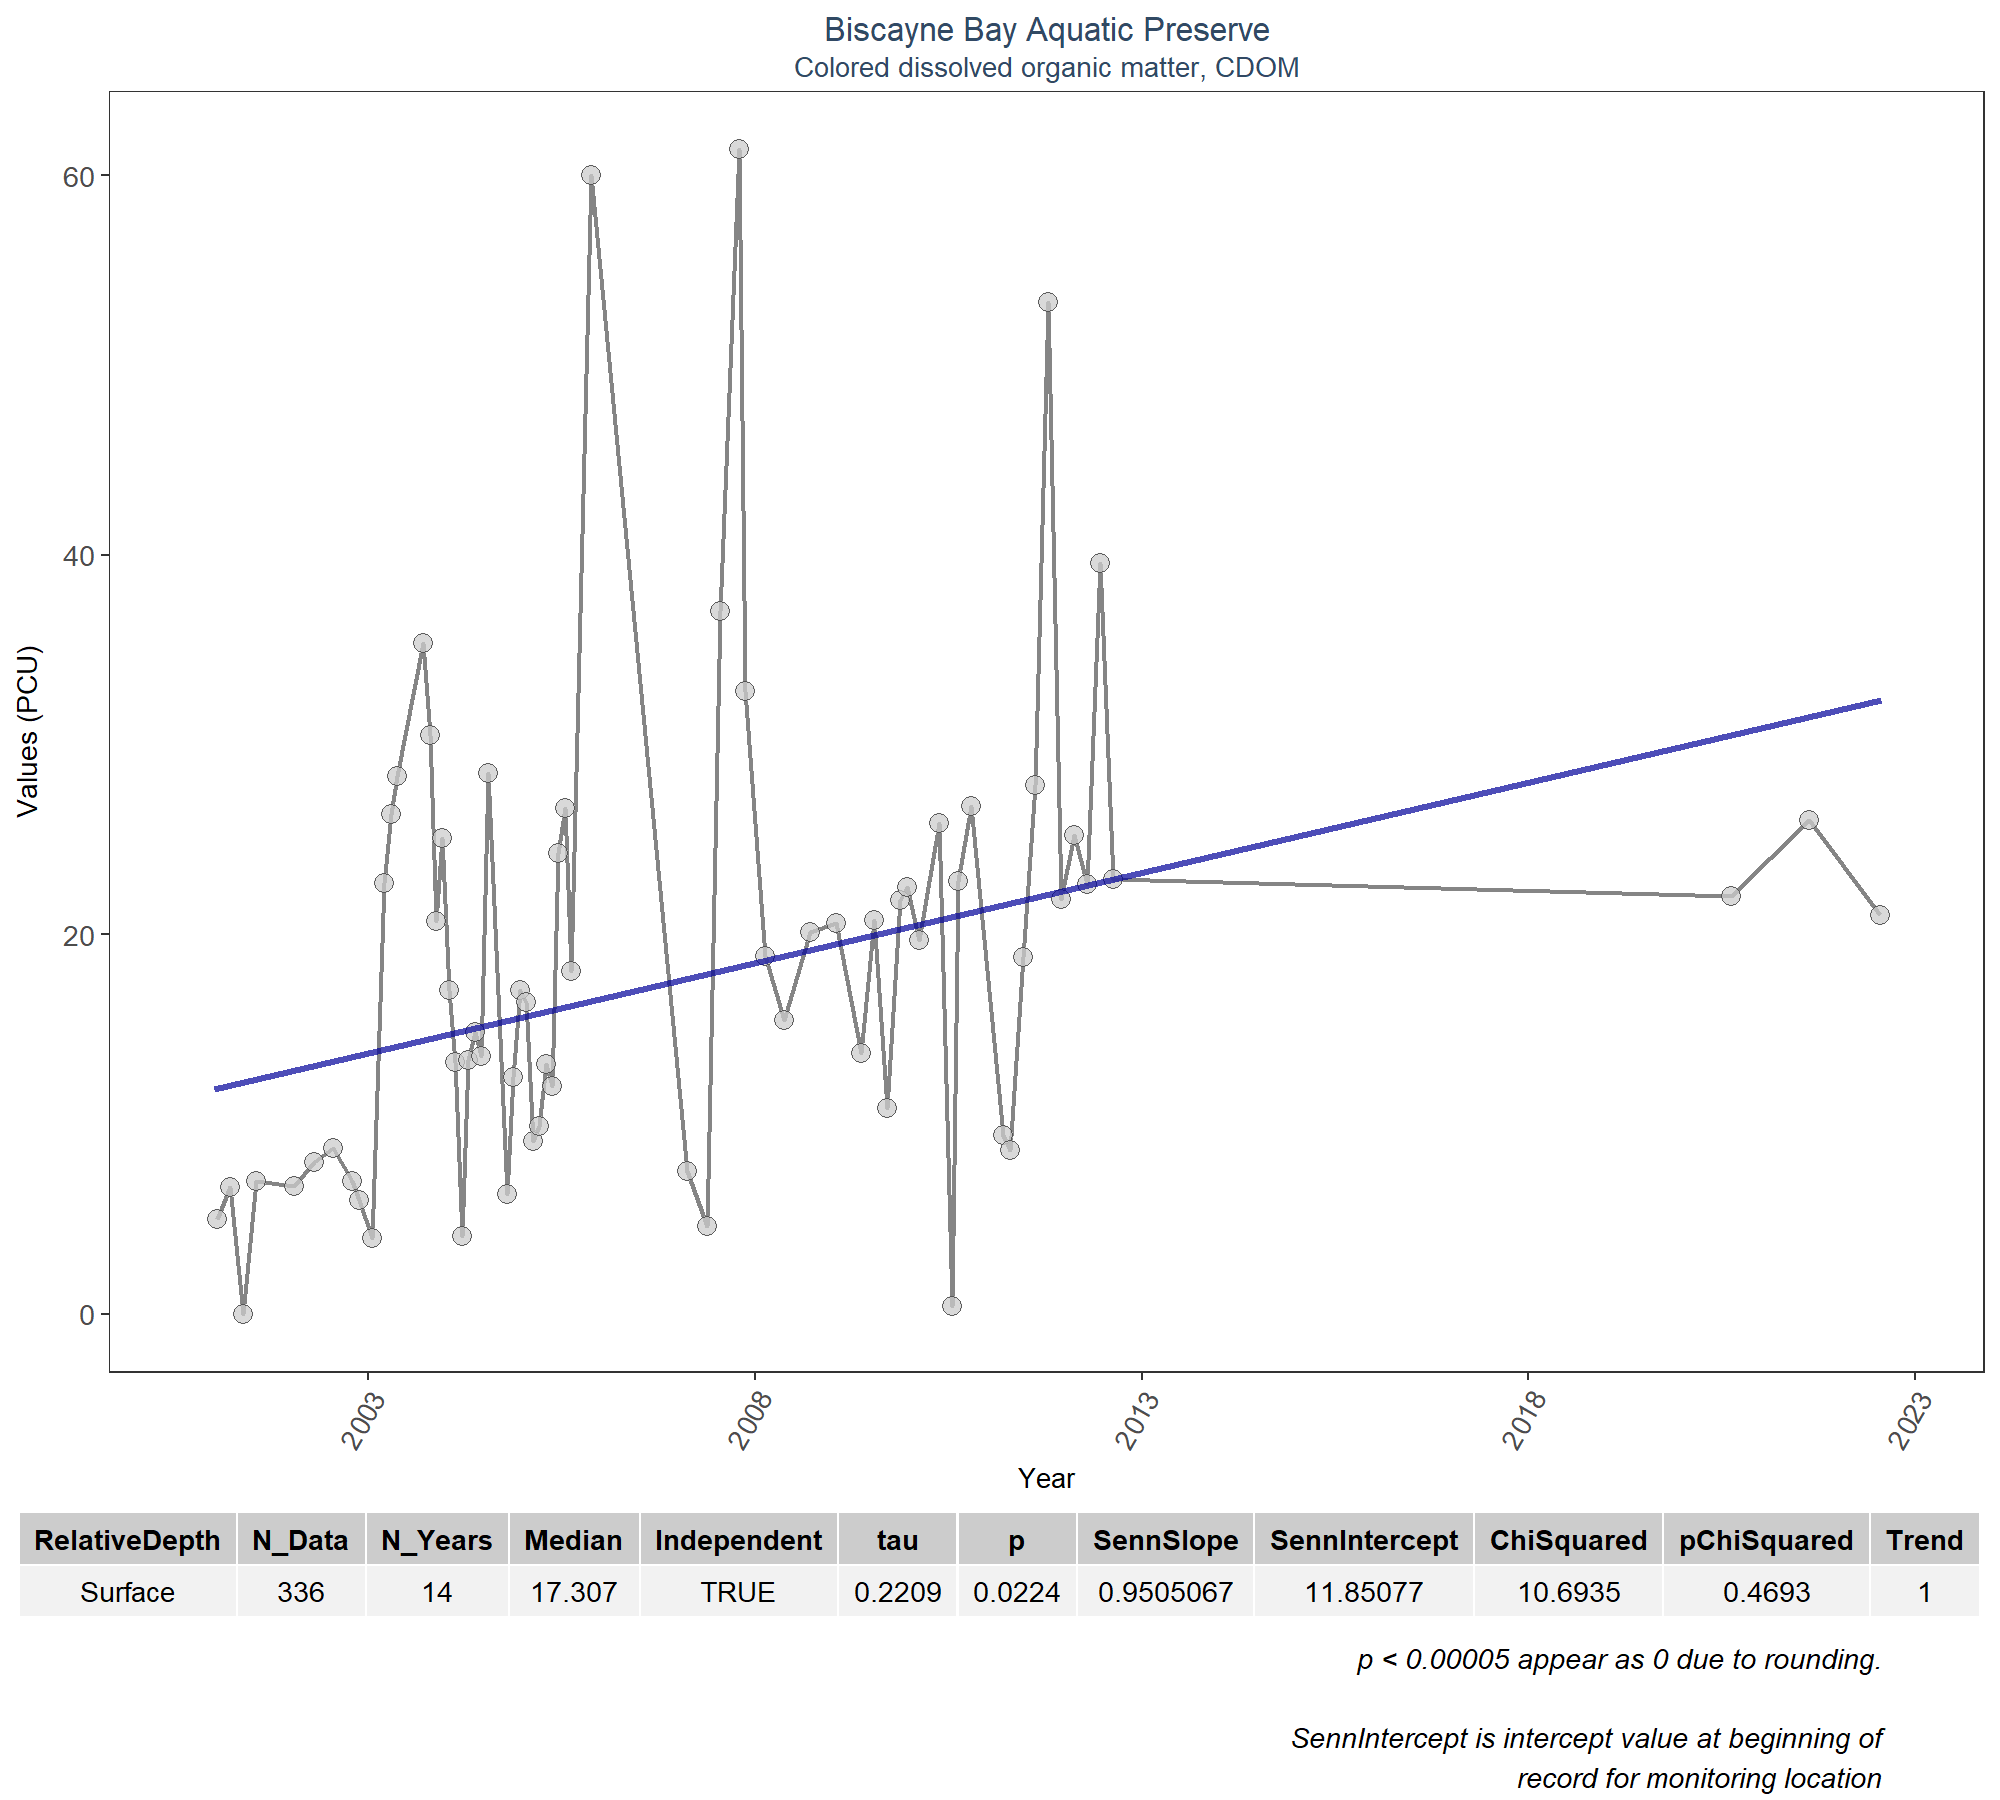 Biscayne Bay Aquatic Preserve
Colored dissolved organic matter, CDOM
Values (PCU)
60
40
20
0
2003 2008 2013 2018 2023
Year
RelativeDepth N_Data N_Years Median Independent tau p SennSlope SennIntercept ChiSquared pChiSquared Trend
Surface 336 14 17.307 TRUE 0.2209 0.0224 0.9505067 11.85077 10.6935 0.4693 1
p < 0.00005 appear as 0 due to rounding.
SennIntercept is intercept value at beginning of
record for monitoring location